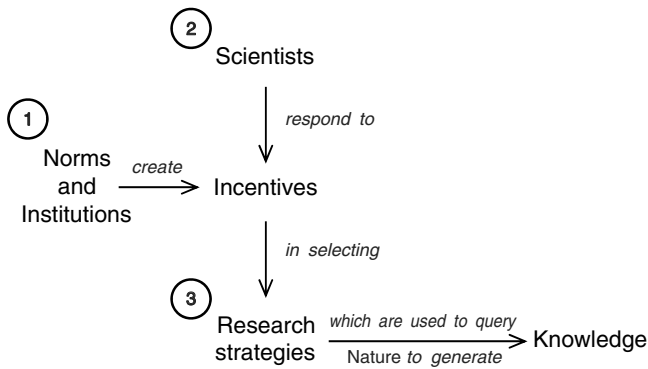 2
Scientists
1
respond to
Norms
and
Institutions
create
Incentives
in selecting
3
Research
strategies
which are used to query
Nature to generate
Knowledge